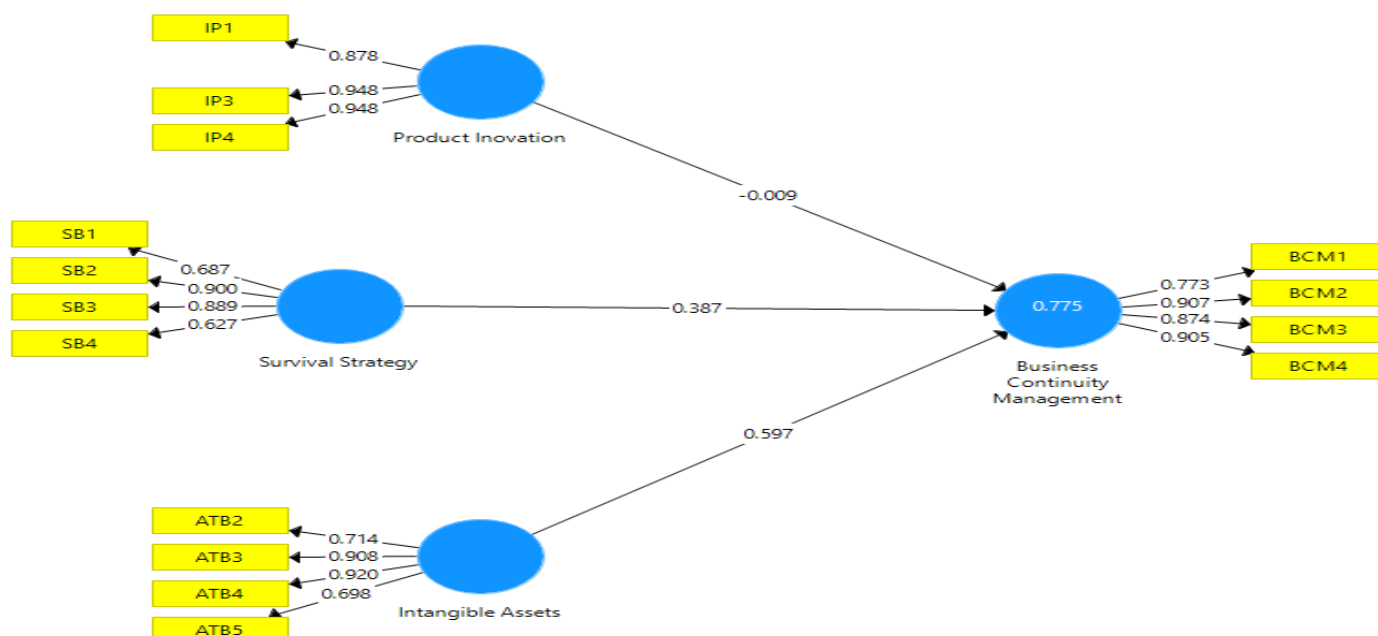 IP1
0.878
IP3
0.948
IP4
0.948
Product Inovation
-0.009
SB1
0.687
SB2
0.900
SB3
0.889
SB4
0.627
Survival Strategy
0.387
0.775
Business
Continuity
Management
BCM1
0.773
BCM2
0.907
BCM3
0.874
BCM4
0.905
0.597
ATB2
0.714
ATB3
0.908
ATB4
0.920
ATB5
0.698
Intangible Assets